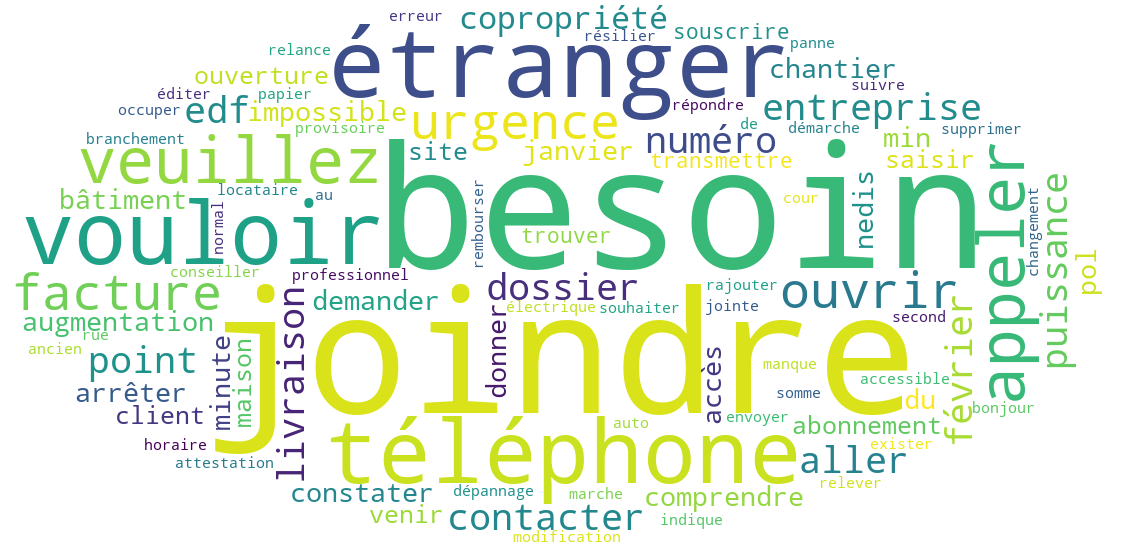 erreur
copropriété
résilier
souscrire
relance
étranger
panne
ouverture
chantier
suivre
éditer
papier
occuper
edf
impossible
répondre
entreprise
provisoire
urgence
de
démarche
supprimer
branchement
numéro
min
veuillez
site
janvier
transmettre
saisir
besoin
appeler
bâtiment
locataire
au
rembourser
cour
nedis
puissance
changement
normal
vouloir
trouver
pol
conseiller
professionnel
dossier
rajouter
ouvrir
facture
livraison
demander
électrique
souhaiter
jointe
second
augmentation
joindre
rue
ancien
point
minute
maison
donner
accès
manque
février
arrêter
somme
accessible
client
envoyer
du
bonjour
abonnement
horaire
auto
exister
téléphone
attestation
aller
relever
constater
dépannage
marche
comprendre
venir
contacter
indique
modification